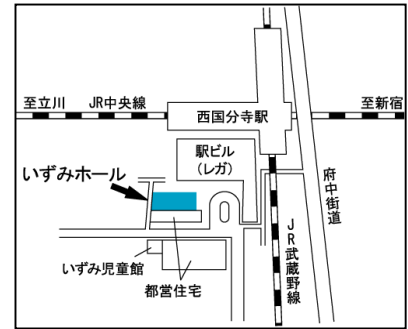 至立川
JR中央線
西国分寺駅
至新宿
駅ビル
(レガ)
いずみホール
府中街道
JR武蔵野線
いずみ児童館
都営住宅